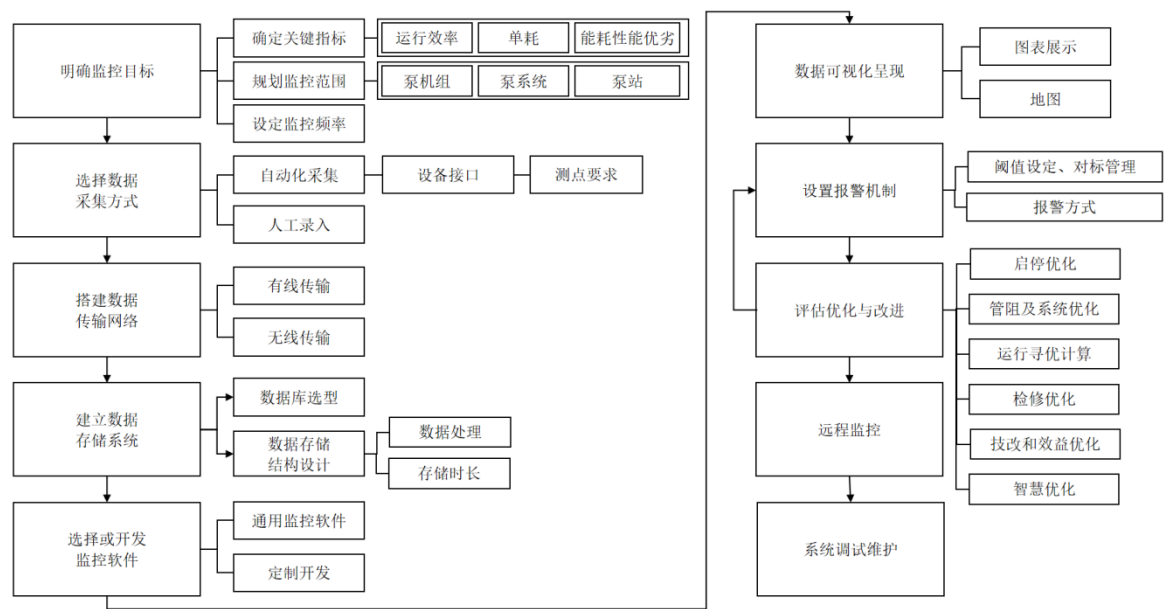 明确监控目标
确定关键指标
运行效率
单耗
能耗性能优劣
规划监控范围
泵机组
泵系统
泵站
设定监控频率
选择数据
采集方式
自动化采集
设备接口
测点要求
人工录入
搭建数据
传输网络
有线传输
无线传输
建立数据
存储系统
数据库选型
数据存储
结构设计
数据处理
存储时长
选择或开发
监控软件
通用监控软件
定制开发
数据可视化呈现
图表展示
地图
设置报警机制
阈值设定、对标管理
报警方式
评估优化与改进
启停优化
管阻及系统优化
运行寻优计算
检修优化
技改和效益优化
智慧优化
远程监控
系统调试维护